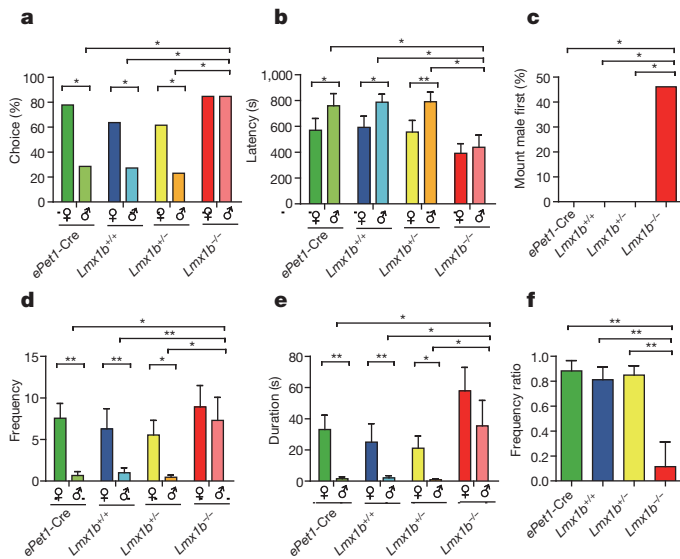 a
*
*
*
* * *
100
80
60
40
20
0
Choice (%)
♀ ♂ ♀ ♂ ♀ ♂ ♀ ♂
ePet1-Cre
Lmx1b+/+
Lmx1b+/−
Lmx1b−/−
b
*
*
*
* * **
1,000
800
600
400
200
0
Latency (s)
♀ ♂ ♀ ♂ ♀ ♂ ♀ ♂
ePet1-Cre
Lmx1b+/+
Lmx1b+/−
Lmx1b−/−
c
*
*
*
50
40
30
20
10
0
Mount male first (%)
ePet1-Cre
Lmx1b+/+
Lmx1b+/−
Lmx1b−/−
d
*
**
*
** ** *
15
10
5
0
Frequency
♀ ♂ ♀ ♂ ♀ ♂ ♀ ♂
ePet1-Cre
Lmx1b+/+
Lmx1b+/−
Lmx1b−/−
e
*
*
*
** ** *
80
60
40
20
0
Duration (s)
♀ ♂ ♀ ♂ ♀ ♂ ♀ ♂
ePet1-Cre
Lmx1b+/+
Lmx1b+/−
Lmx1b−/−
f
**
**
**
1.0
0.8
0.6
0.4
0.2
0
Frequency ratio
ePet1-Cre
Lmx1b+/+
Lmx1b+/−
Lmx1b−/−